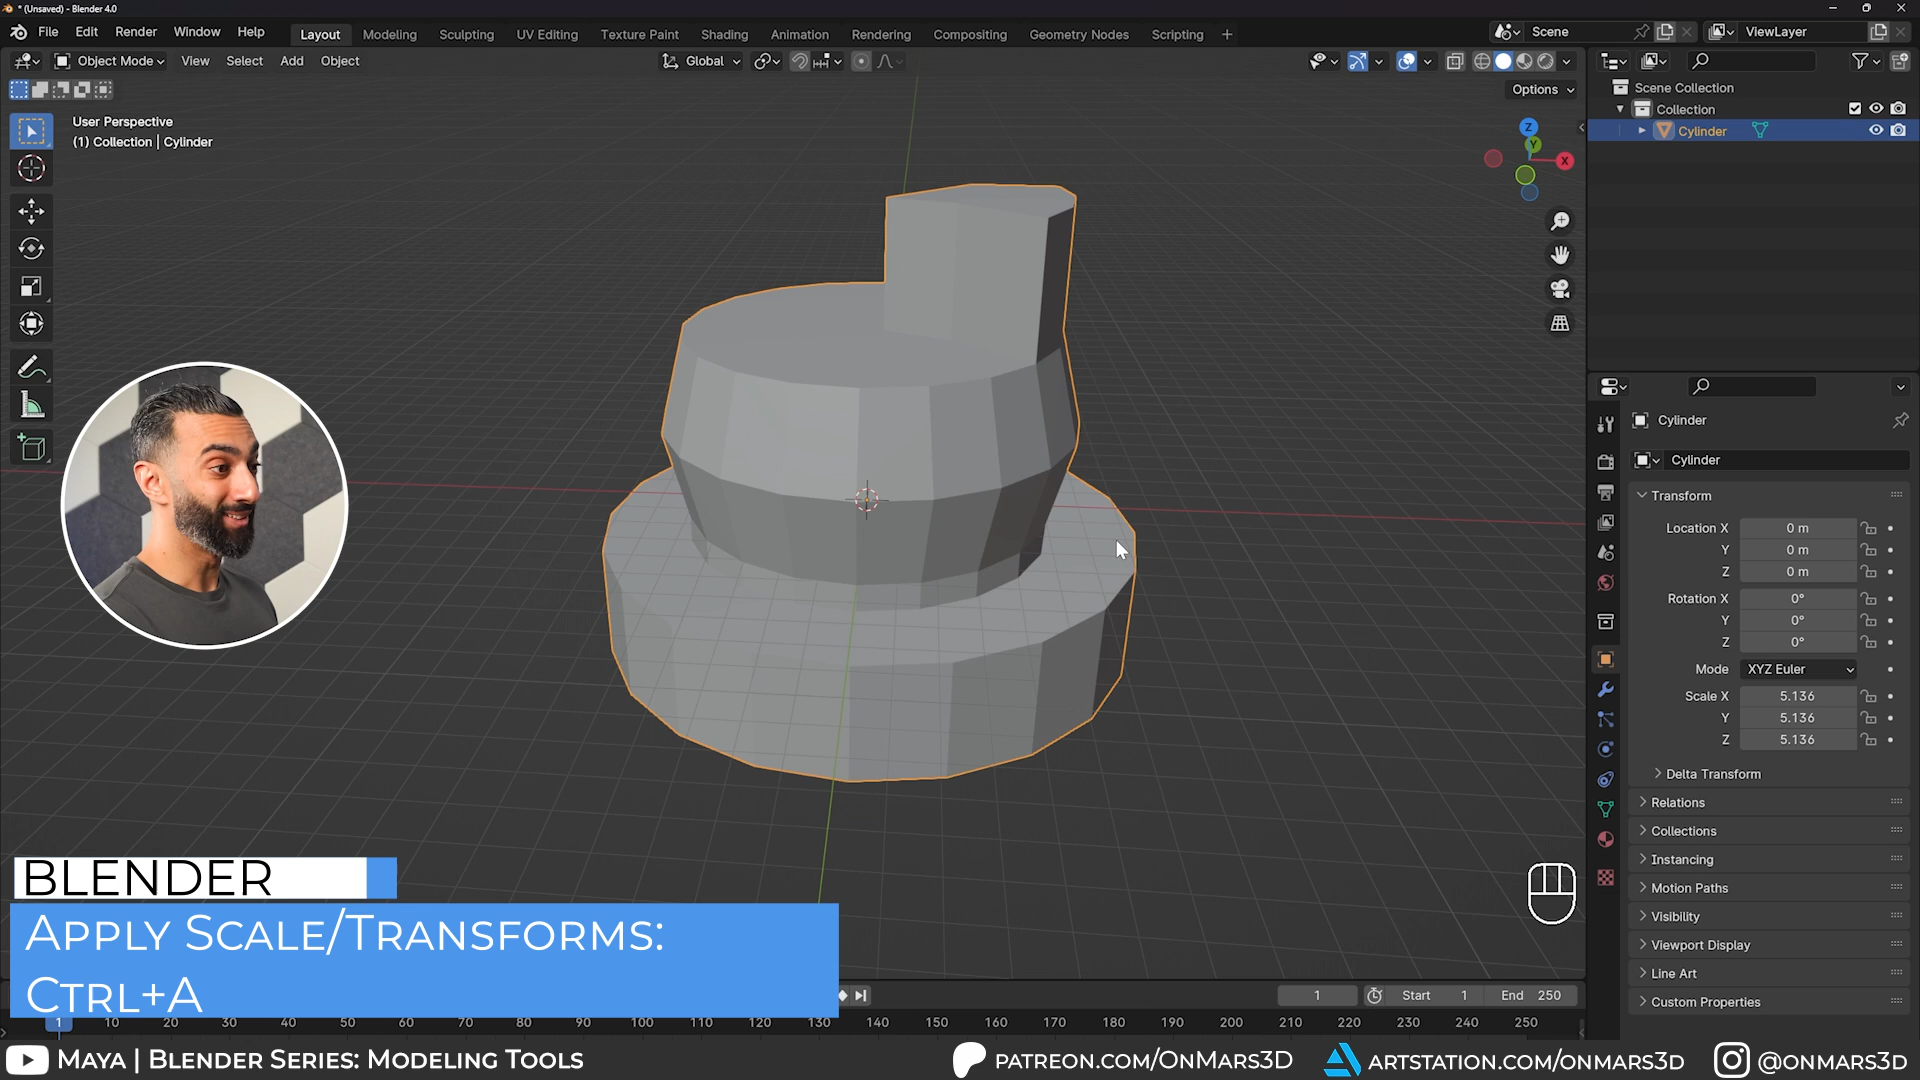 * (Unsaved) - Blender 4.0
File Edit Render Window Help
Layout Modeling Sculpting UV Editing Texture Paint Shading Animation Rendering Compositing Geometry Nodes Scripting +
Scene
ViewLayer
Object Mode View Select Add Object
Global
Options
User Perspective
(1) Collection | Cylinder
Z
Y
X
Scene Collection
Collection
Cylinder
Cylinder
Cylinder
Transform
Location X 0 m
Y 0 m
Z 0 m
Rotation X 0°
Y 0°
Z 0°
Mode XYZ Euler
Scale X 5.136
Y 5.136
Z 5.136
Delta Transform
Relations
Collections
Instancing
Motion Paths
Visibility
Viewport Display
Line Art
Custom Properties
BLENDER
Apply Scale/Transforms:
Ctrl+A
1 Start 1 End 250
1 10 20 30 40 50 60 70 80 90 100 110 120 130 140 150 160 170 180 190 200 210 220 230 240 250
Maya | Blender Series: Modeling Tools
patreon.com/OnMars3D
artstation.com/onmars3D
@onmars3D